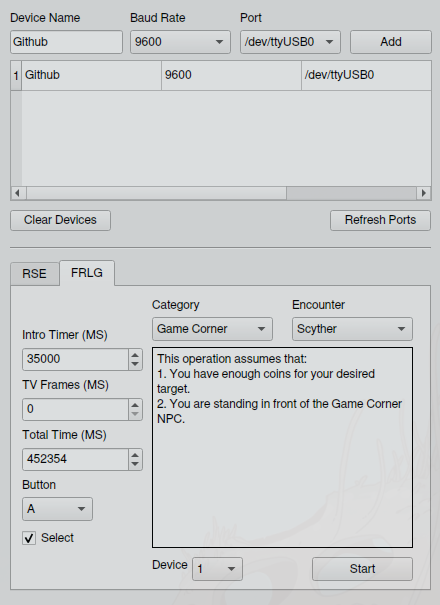 Device Name Baud Rate Port
Github 9600 /dev/ttyUSB0 Add
1 Github 9600 /dev/ttyUSB0
Clear Devices Refresh Ports
RSE FRLG
Category Encounter
Game Corner Scyther
Intro Timer (MS)
35000
TV Frames (MS)
0
Total Time (MS)
452354
Button
A
Select
This operation assumes that:
1. You have enough coins for your desired
target.
2. You are standing in front of the Game Corner
NPC.
Device 1 Start